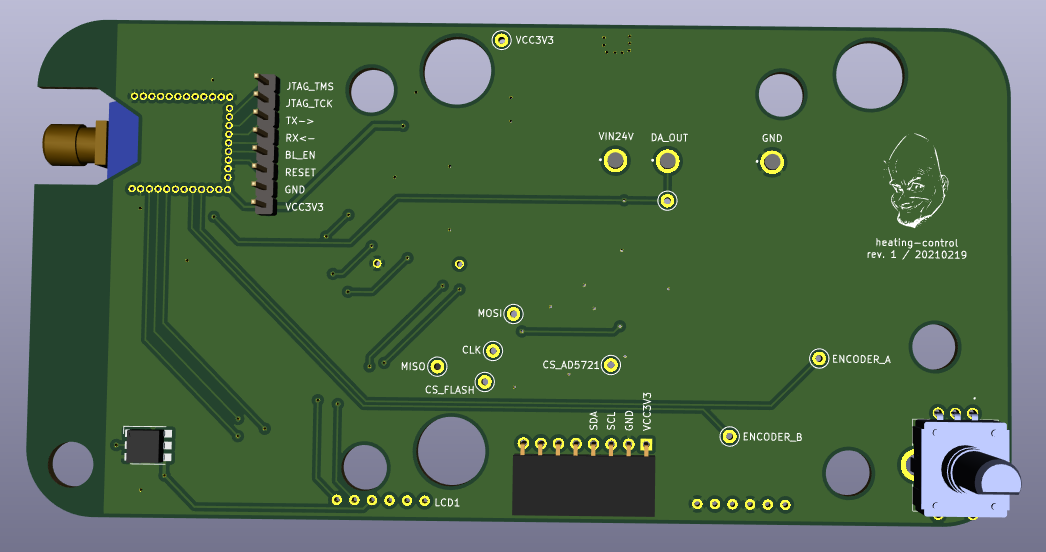 VCC3V3
JTAG_TMS
JTAG_TCK
TX->
RX<-
BL_EN
RESET
GND
VCC3V3
VIN24V
DA_OUT
GND
heating-control
rev. 1 / 20210219
MOSI
CLK
MISO
CS_FLASH
CS_AD5721
ENCODER_A
ENCODER_B
SDA
SCL
GND
VCC3V3
LCD1